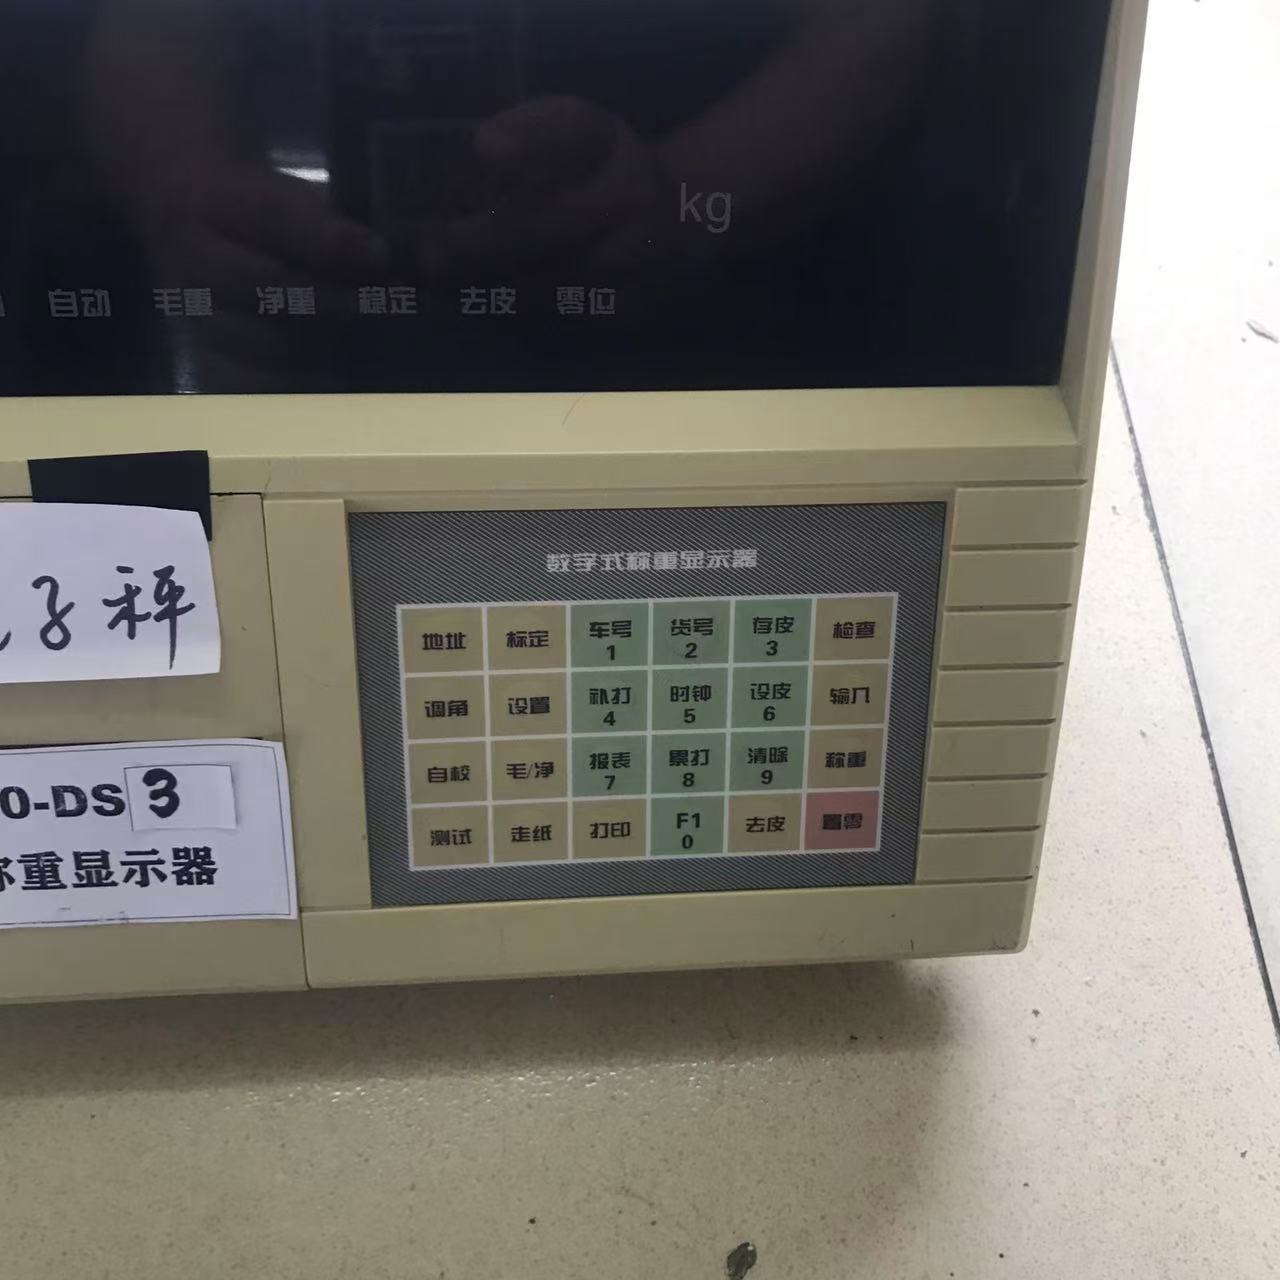 kg
自动 毛重 净重 稳定 去皮 零位
子秤
数字式称重显示器
地址 标定 车号 1 货号 2 存皮 3 检查
调角 设置 补打 4 时钟 5 设皮 6 输入
自校 毛/净 报表 7 累打 8 清除 9 称重
测试 走纸 打印 F1 0 去皮 置零
0-DS3
称重显示器